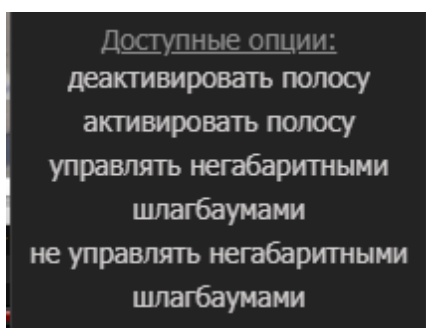 Доступные опции:
деактивировать полосу
активировать полосу
управлять негабаритными
шлагбаумами
не управлять негабаритными
шлагбаумами